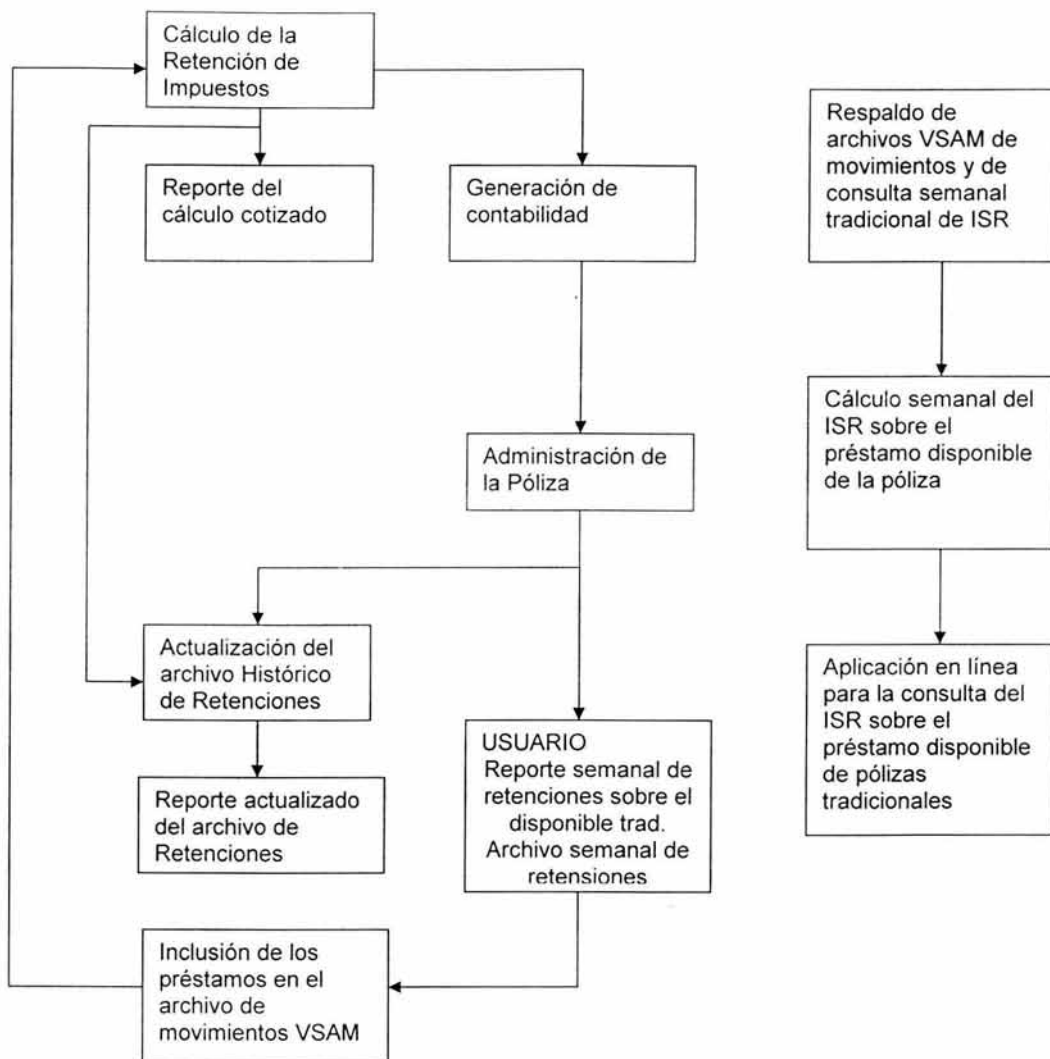 Cálculo de la
Retención de
Impuestos
Reporte del
cálculo cotizado
Generación de
contabilidad
Administración de
la Póliza
Actualización del
archivo Histórico
de Retenciones
Reporte actualizado
del archivo de
Retenciones
USUARIO
Reporte semanal de
retenciones sobre el
disponible trad.
Archivo semanal de
retensiones
Inclusión de los
préstamos en el
archivo de
movimientos VSAM
Respaldo de
archivos VSAM de
movimientos y de
consulta semanal
tradicional de ISR
Cálculo semanal del
ISR sobre el
préstamo disponible
de la póliza
Aplicación en línea
para la consulta del
ISR sobre el
préstamo disponible
de pólizas
tradicionales